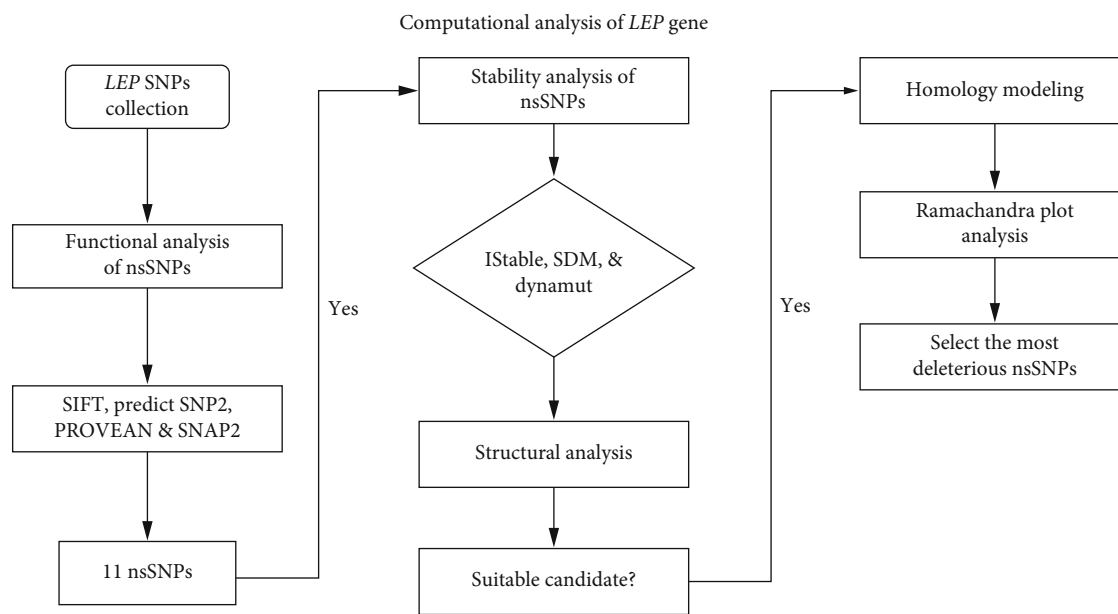 Computational analysis of LEP gene
LEP SNPs
collection
Functional analysis
of nsSNPs
SIFT, predict SNP2,
PROVEAN & SNAP2
11 nsSNPs
Yes
Stability analysis of
nsSNPs
IStable, SDM, &
dynamut
Structural analysis
Suitable candidate?
Yes
Homology modeling
Ramachandra plot
analysis
Select the most
deleterious nsSNPs